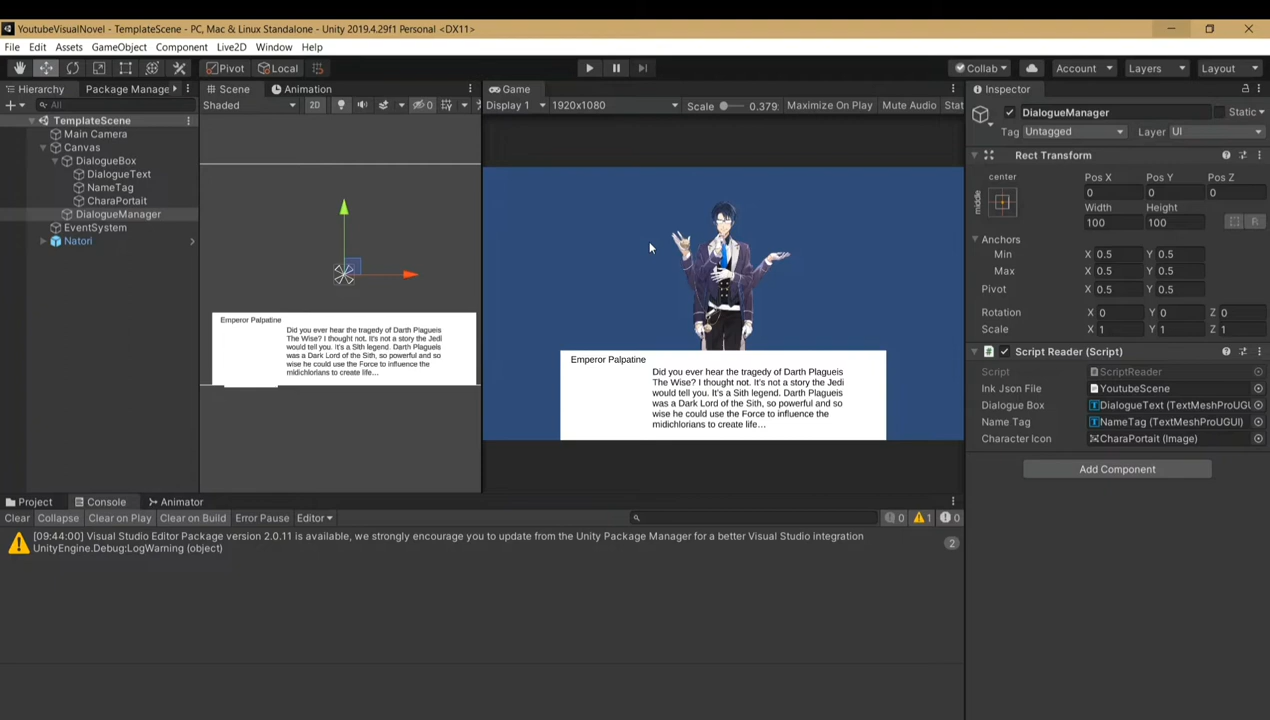 YoutubeVisualNovel - TemplateScene - PC, Mac & Linux Standalone - Unity 2019.4.29f1 Personal <DX11>
File Edit Assets GameObject Component Live2D Window Help
Pivot Local Collab Account Layers Layout
Hierarchy Package Manage
All
TemplateScene
Main Camera
Canvas
DialogueBox
DialogueText
NameTag
CharaPortait
DialogueManager
EventSystem
Natori
Scene Animation
Shaded 2D 0
Emperor Palpatine
Did you ever hear the tragedy of Darth Plagueis
The Wise? I thought not. It's not a story the Jedi
would tell you. It's a Sith legend. Darth Plagueis
was a Dark Lord of the Sith, so powerful and so
wise he could use the Force to influence the
midichlorians to create life...
Game
Display 1 1920x1080 Scale 0.379: Maximize On Play Mute Audio Stat
Emperor Palpatine
Did you ever hear the tragedy of Darth Plagueis
The Wise? I thought not. It's not a story the Jedi
would tell you. It's a Sith legend. Darth Plagueis
was a Dark Lord of the Sith, so powerful and so
wise he could use the Force to influence the
midichlorians to create life...
Inspector
DialogueManager Static
Tag Untagged Layer UI
Rect Transform
center
middle
Pos X Pos Y Pos Z
0 0 0
Width Height
100 100 R
Anchors
Min X 0.5 Y 0.5
Max X 0.5 Y 0.5
Pivot X 0.5 Y 0.5
Rotation X 0 Y 0 Z 0
Scale X 1 Y 1 Z 1
Script Reader (Script)
Script ScriptReader
Ink Json File YoutubeScene
Dialogue Box DialogueText (TextMeshProUGU
Name Tag NameTag (TextMeshProUGUI)
Character Icon CharaPortait (Image)
Add Component
Project Console Animator
Clear Collapse Clear on Play Clear on Build Error Pause Editor 0 1 0
[09:44:00] Visual Studio Editor Package version 2.0.11 is available, we strongly encourage you to update from the Unity Package Manager for a better Visual Studio integration
UnityEngine.Debug:LogWarning (object)
2